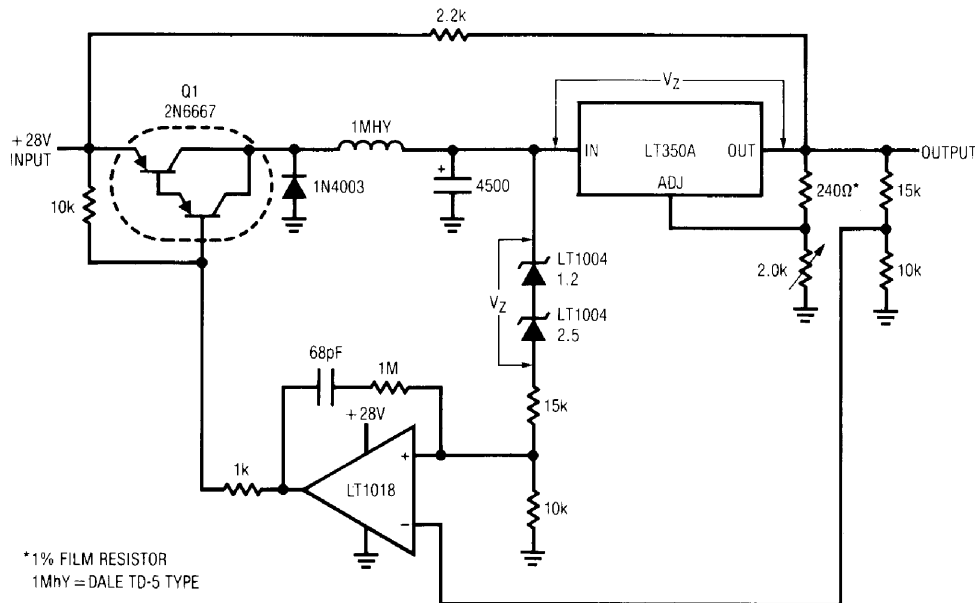 2.2k
VZ
Q1
2N6667
+28V
INPUT
1MHY
IN
LT350A
OUT
ADJ
OUTPUT
10k
1N4003
+
4500
240Ω*
15k
2.0k
10k
LT1004
1.2
VZ
LT1004
2.5
68pF
1M
+28V
15k
1k
+
LT1018
−
10k
*1% FILM RESISTOR
1MhY=DALE TD-5 TYPE